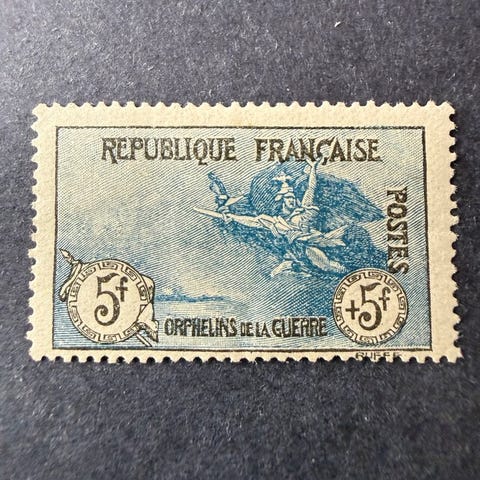 REPUBLIQUE FRANÇAISE
POSTES
5f
ORPHELINS DE LA GUERRE
+5f